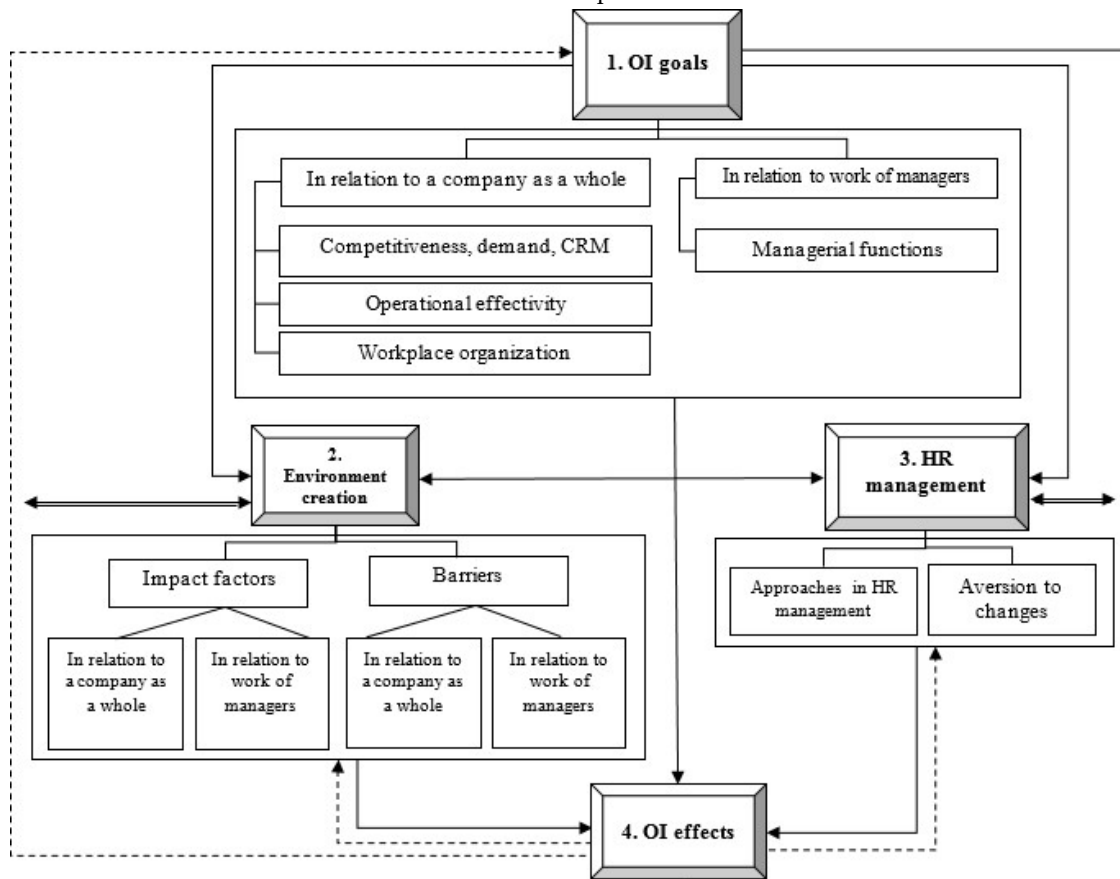 1. OI goals
In relation to a company as a whole
In relation to work of managers
Competitiveness, demand, CRM
Managerial functions
Operational effectivity
Workplace organization
2.
Environment
creation
3. HR
management
Impact factors
Barriers
In relation to
a company as
a whole
In relation to
work of
managers
In relation to
a company as
a whole
In relation to
work of
managers
Approaches in HR
management
Aversion to
changes
4. OI effects